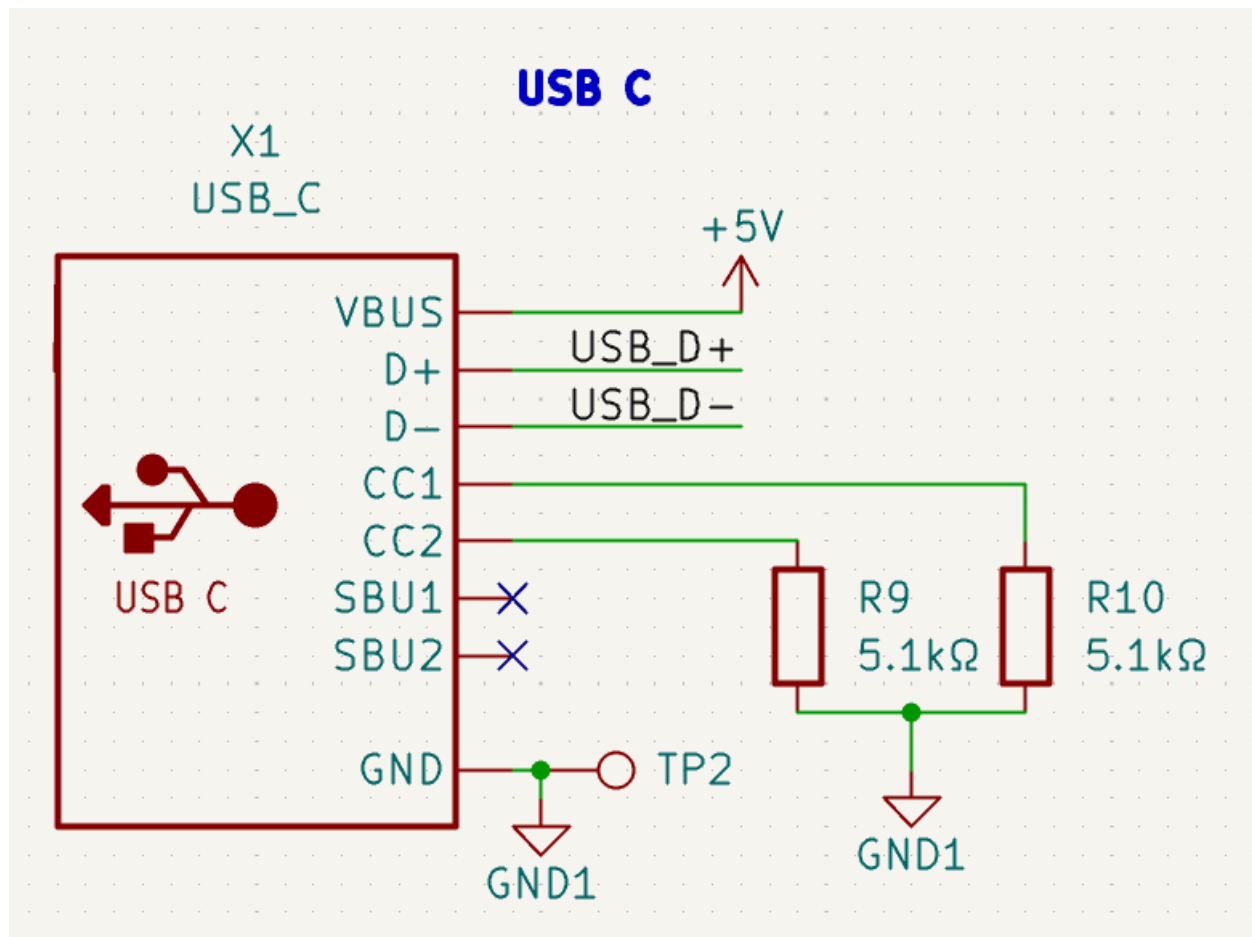 USB C
X1
USB_C
+5V
VBUS
USB_D+
D+
USB_D-
D-
CC1
CC2
USB C
SBU1
R9
R10
SBU2
5.1kΩ
5.1kΩ
GND
TP2
GND1
GND1